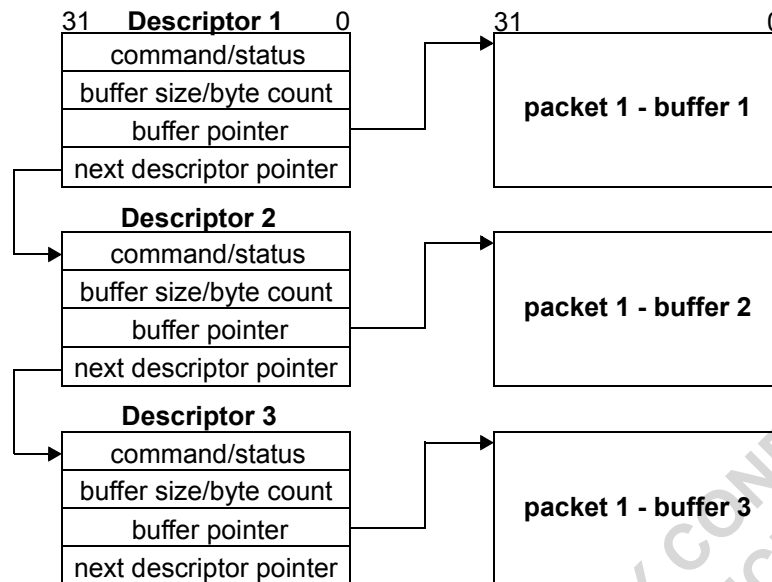 31 Descriptor 1 0
command/status
buffer size/byte count
buffer pointer
next descriptor pointer
31
packet 1 - buffer 1
Descriptor 2
command/status
buffer size/byte count
buffer pointer
next descriptor pointer
packet 1 - buffer 2
Descriptor 3
command/status
buffer size/byte count
buffer pointer
next descriptor pointer
packet 1 - buffer 3